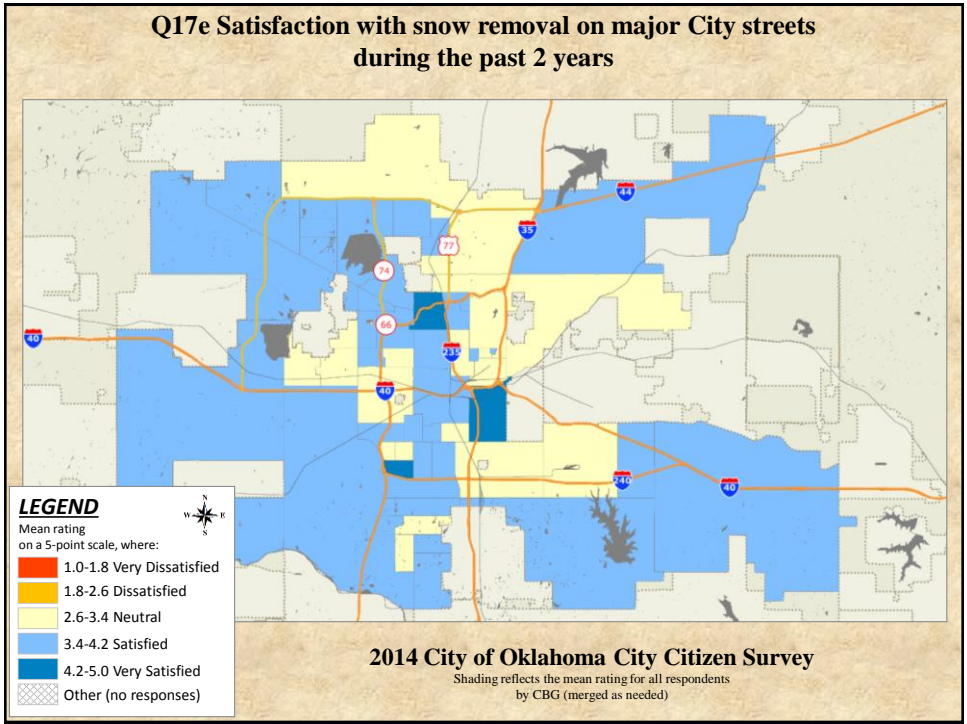 Q17e Satisfaction with snow removal on major City streets
during the past 2 years
44
35
77
74
40
66
235
40
240
40
LEGEND
N
W E
S
Mean rating
on a 5-point scale, where:
1.0-1.8 Very Dissatisfied
1.8-2.6 Dissatisfied
2.6-3.4 Neutral
3.4-4.2 Satisfied
4.2-5.0 Very Satisfied
Other (no responses)
2014 City of Oklahoma City Citizen Survey
Shading reflects the mean rating for all respondents
by CBG (merged as needed)